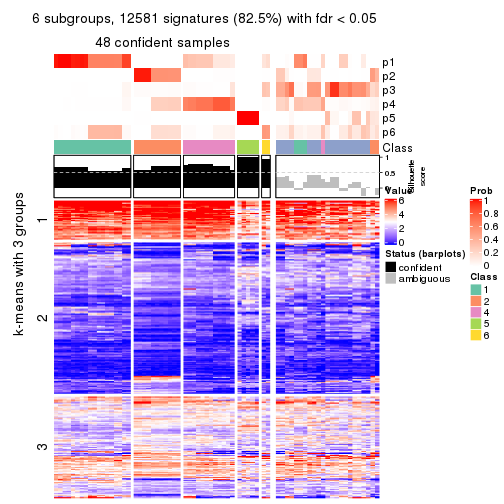 6 subgroups, 12581 signatures (82.5%) with fdr < 0.05
48 confident samples
p1
p2
p3
p4
p5
p6
Class
1
0.5
0
Silhouette
score
k-means with 3 groups
1
2
3
Value
6
4
2
0
Status (barplots)
confident
ambiguous
Prob
1
0.8
0.6
0.4
0.2
0
Class
1
2
4
5
6